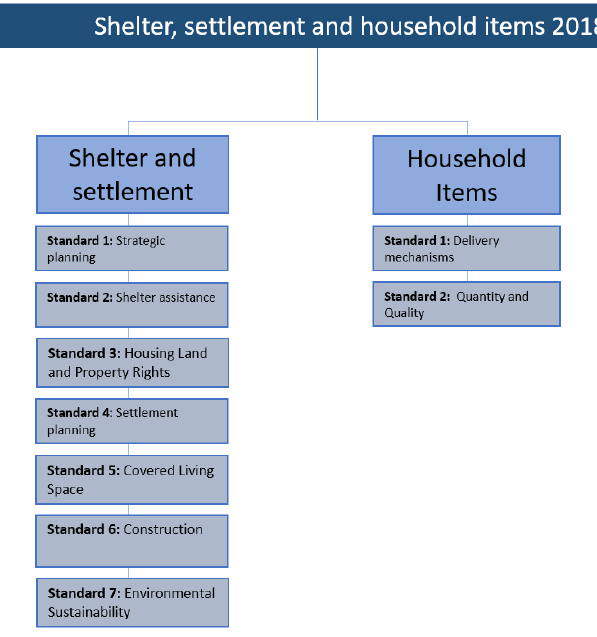 Shelter, settlement and household items 2018
Shelter and
settlement
Standard 1: Strategic
planning
Standard 2: Shelter assistance
Standard 3: Housing Land
and Property Rights
Standard 4: Settlement
planning
Standard 5: Covered Living
Space
Standard 6: Construction
Standard 7: Environmental
Sustainability
Household
Items
Standard 1: Delivery
mechanisms
Standard 2:  Quantity and
Quality